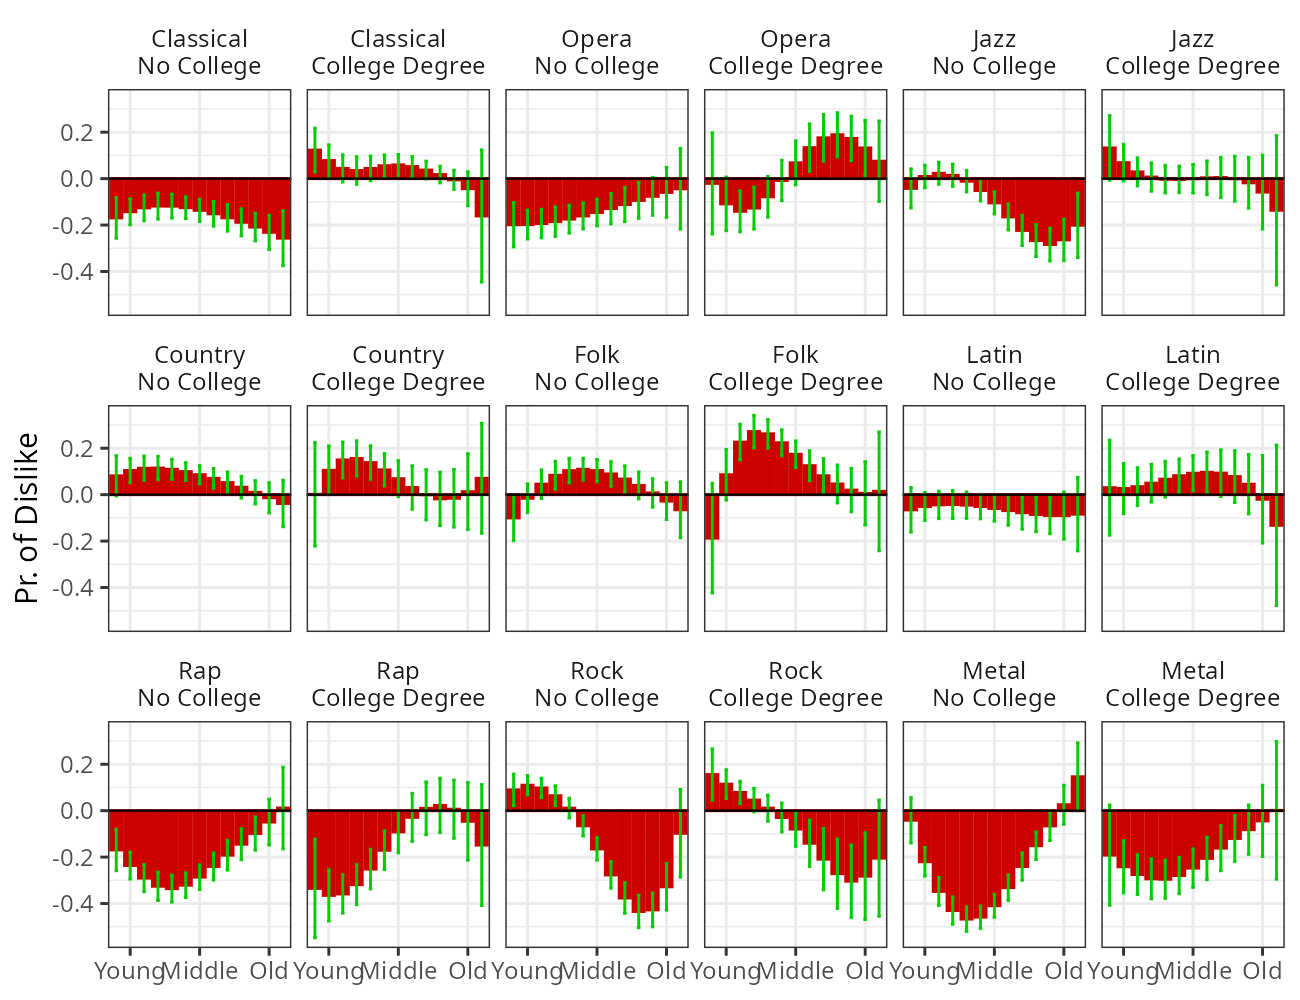 Classical Classical Opera Opera Jazz Jazz
No College College Degree No College College Degree No College College Degree
0.2
0.0
-0.2
-0.4
Country Country Folk Folk Latin Latin
No College College Degree No College College Degree No College College Degree
0.2
0.0
-0.2
-0.4
Pr. of Dislike
Rap Rap Rock Rock Metal Metal
No College College Degree No College College Degree No College College Degree
0.2
0.0
-0.2
-0.4
Young Middle Old Young Middle Old Young Middle Old Young Middle Old Young Middle Old Young Middle Old